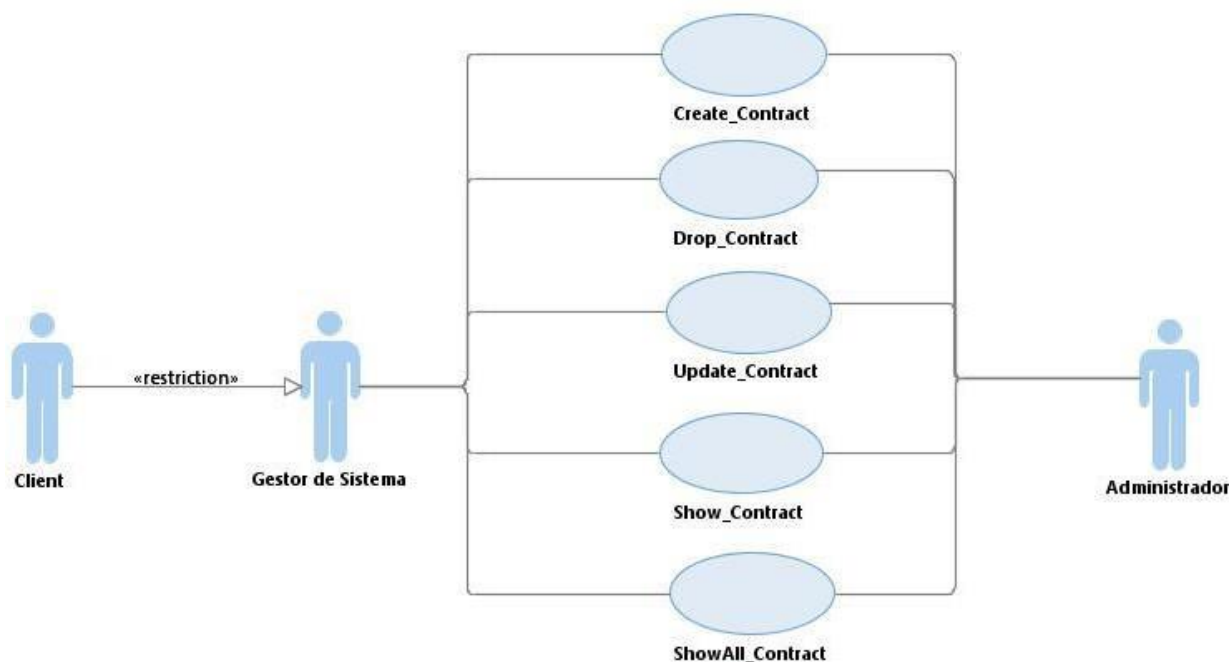 Create_Contract
Drop_Contract
Update_Contract
«restriction»
Client
Gestor de Sistema
Show_Contract
Administrador
ShowAll_Contract